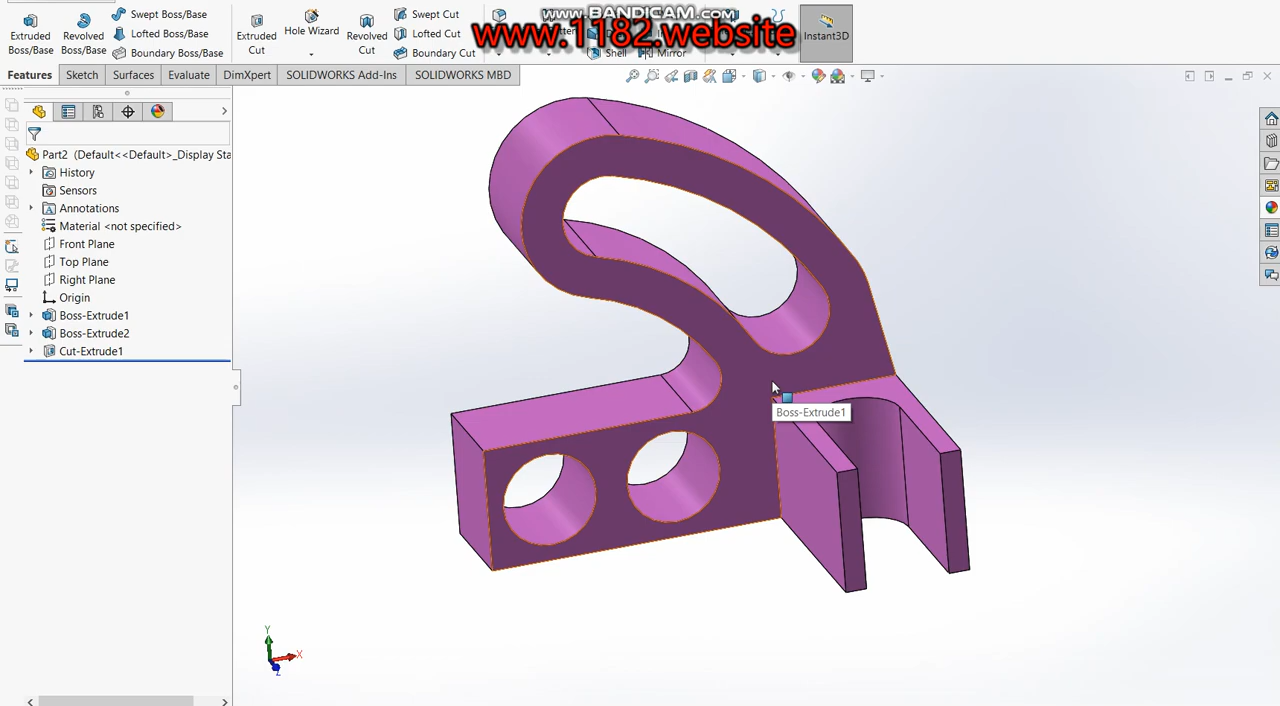 www.BANDICAM.com
www.1182.website
Extruded Boss/Base
Revolved Boss/Base
Swept Boss/Base
Lofted Boss/Base
Boundary Boss/Base
Extruded Cut
Hole Wizard
Revolved Cut
Swept Cut
Lofted Cut
Boundary Cut
Shell
Mirror
Instant3D
Features
Sketch
Surfaces
Evaluate
DimXpert
SOLIDWORKS Add-Ins
SOLIDWORKS MBD
Part2 (Default<<Default>_Display Sta
History
Sensors
Annotations
Material <not specified>
Front Plane
Top Plane
Right Plane
Origin
Boss-Extrude1
Boss-Extrude2
Cut-Extrude1
Boss-Extrude1
Y
X
Z